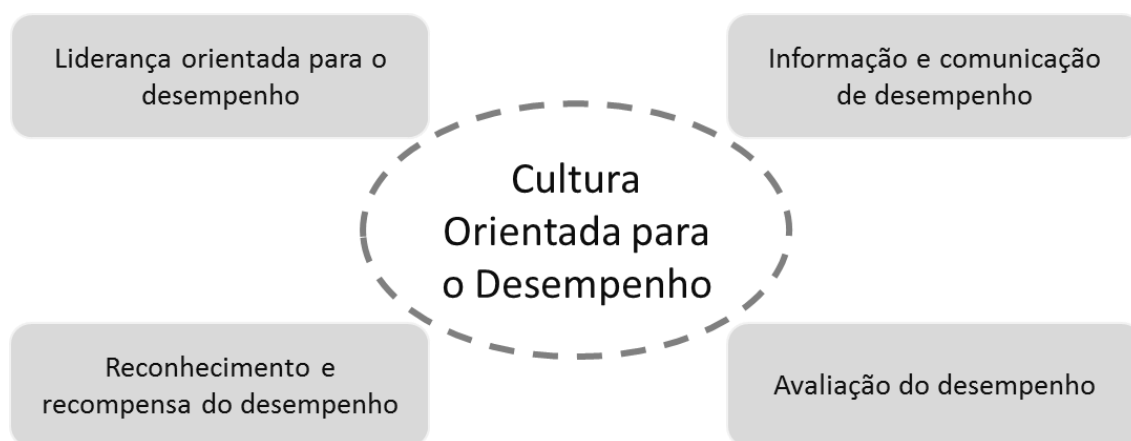 Liderança orientada para o
desempenho
Informação e comunicação
de desempenho
Cultura
Orientada para
o Desempenho
Reconhecimento e
recompensa do desempenho
Avaliação do desempenho